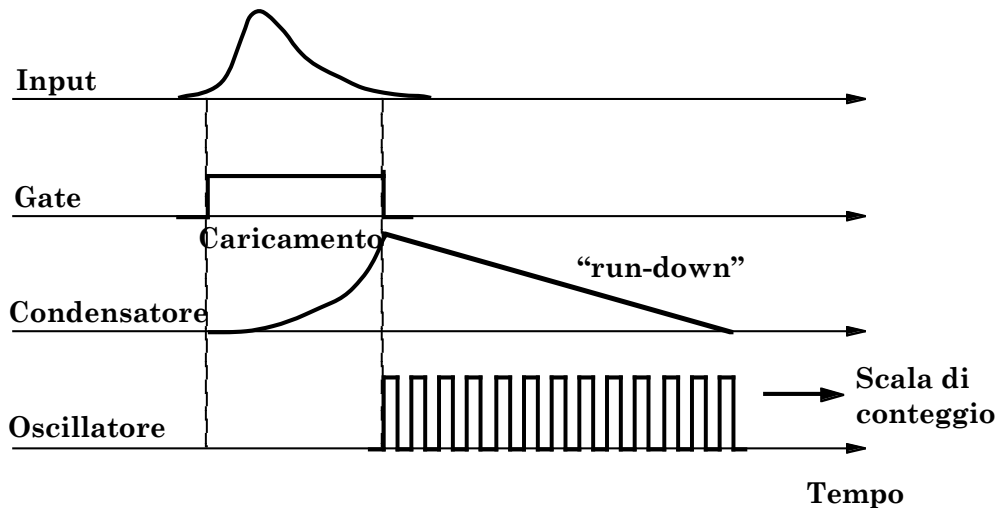 Input
Gate
Caricamento
“run-down”
Condensatore
Scala di
conteggio
Oscillatore
Tempo